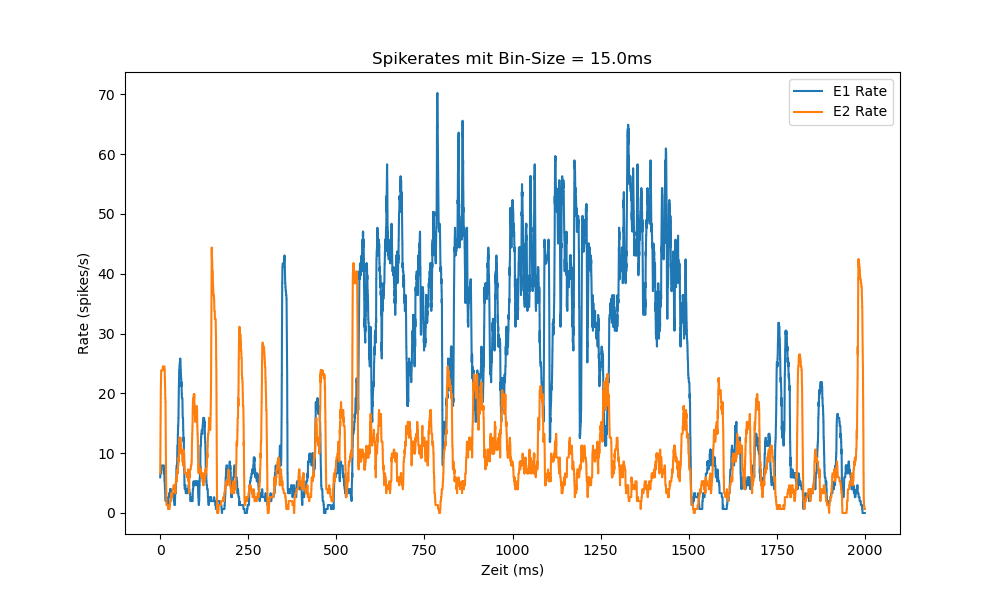 Spikerates mit Bin-Size = 15.0ms
E1 Rate
E2 Rate
70
60
50
40
30
20
10
0
Rate (spikes/s)
0 250 500 750 1000 1250 1500 1750 2000
Zeit (ms)